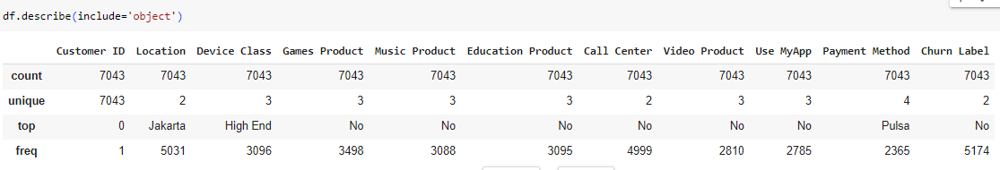 df.describe(include='object')
Customer ID Location Device Class Games Product Music Product Education Product Call Center Video Product Use MyApp Payment Method Churn Label
count 7043 7043 7043 7043 7043 7043 7043 7043 7043 7043 7043
unique 7043 2 3 3 3 3 2 3 3 4 2
top 0 Jakarta High End No No No No No No Pulsa No
freq 1 5031 3096 3498 3088 3095 4999 2810 2785 2365 5174